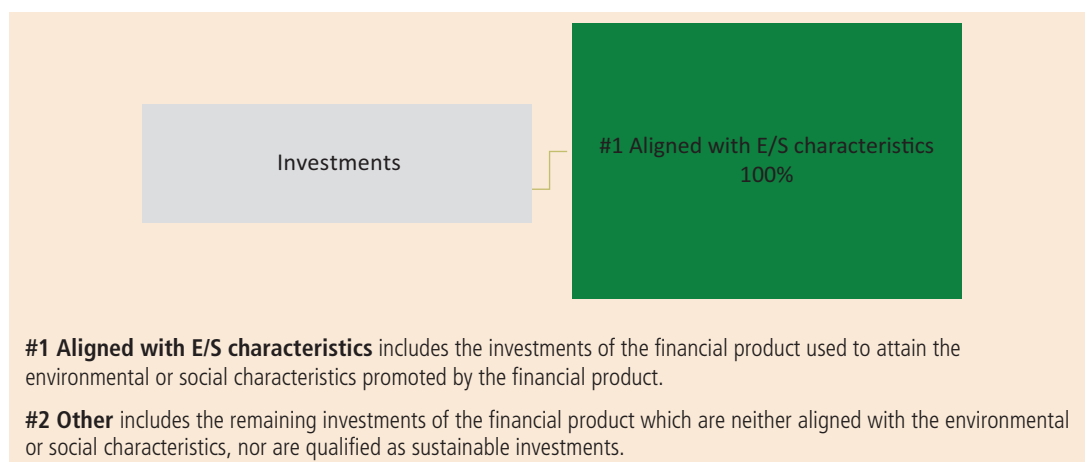 Investments
#1 Aligned with E/S characteristics
100%
#1 Aligned with E/S characteristics includes the investments of the financial product used to attain the
environmental or social characteristics promoted by the financial product.
#2 Other includes the remaining investments of the financial product which are neither aligned with the environmental
or social characteristics, nor are qualified as sustainable investments.